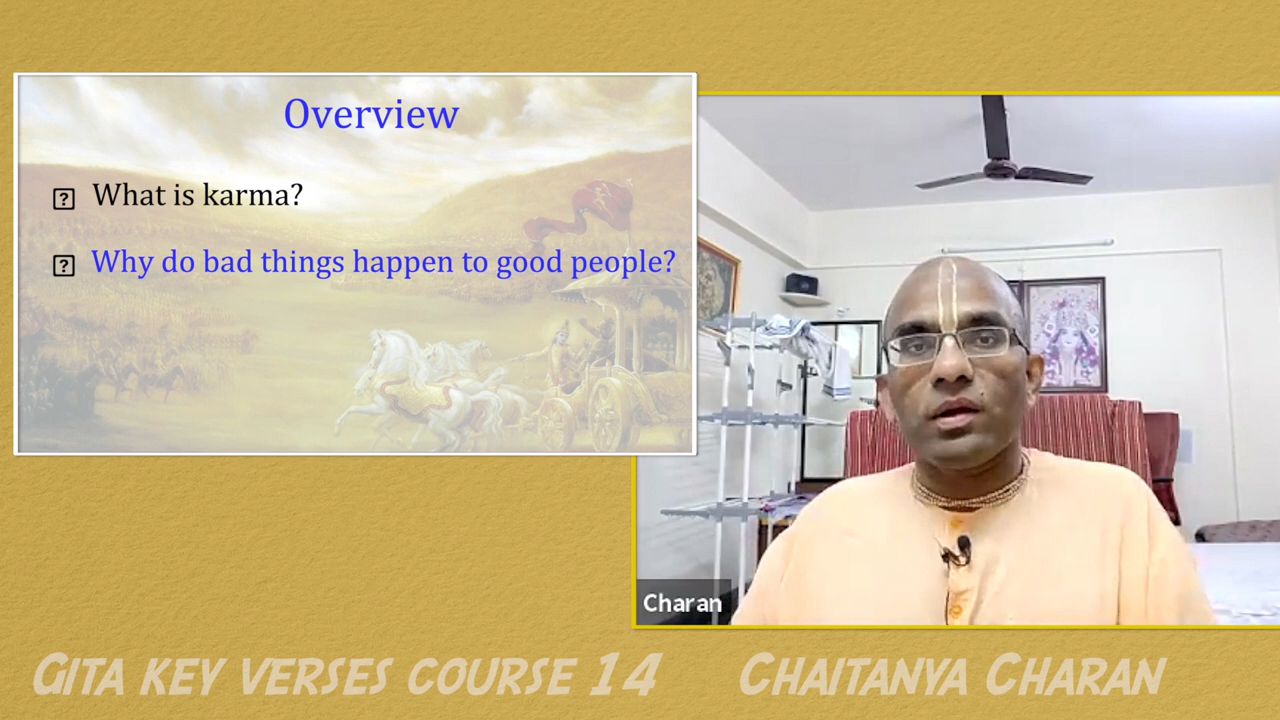 Overview
What is karma?
Why do bad things happen to good people?
Charan
GITA KEY VERSES COURSE 14
CHAITANYA CHARAN